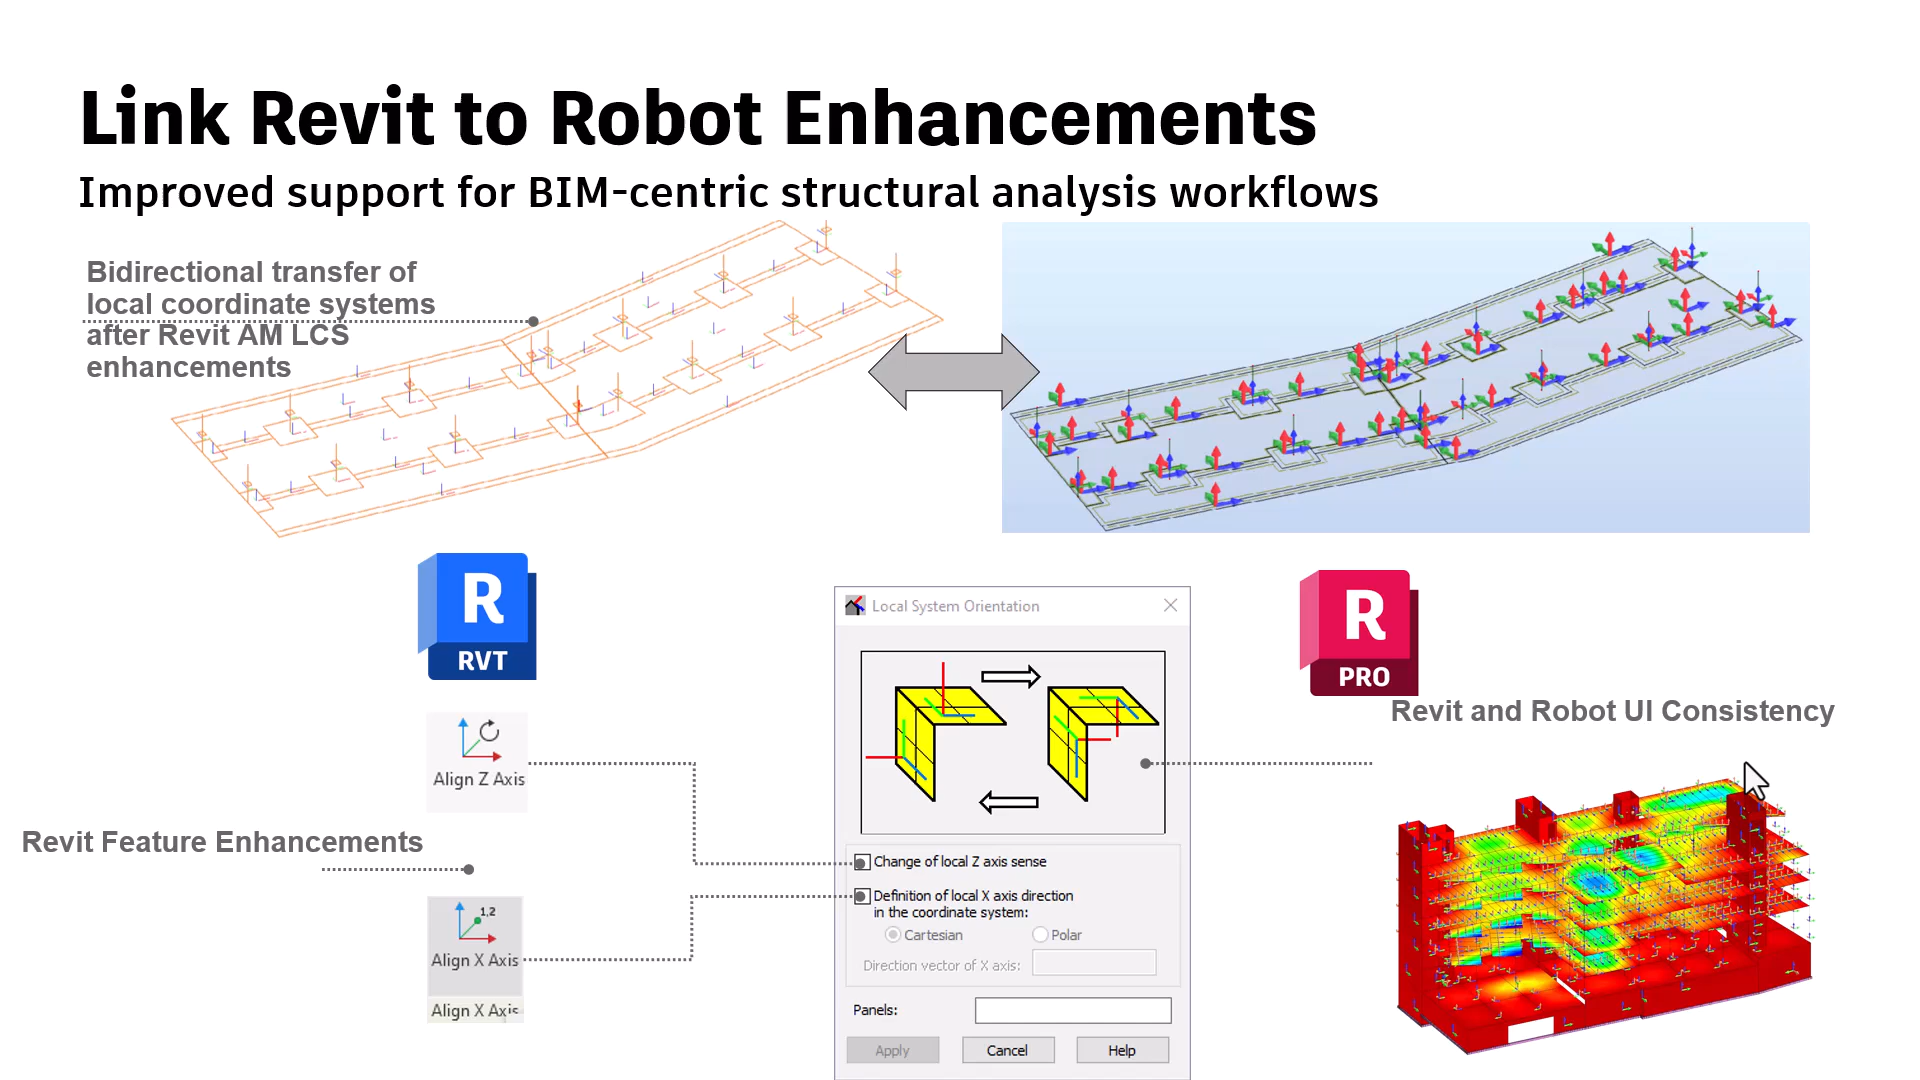 Link Revit to Robot Enhancements
Improved support for BIM-centric structural analysis workflows
Bidirectional transfer of
local coordinate systems
after Revit AM LCS
enhancements
R
RVT
R
PRO
Local System Orientation
Revit and Robot UI Consistency
Align Z Axis
Revit Feature Enhancements
Change of local Z axis sense
Definition of local X axis direction
in the coordinate system:
Cartesian
Polar
Direction vector of X axis:
1,2
Align X Axis
Align X Axis
Panels:
Apply
Cancel
Help